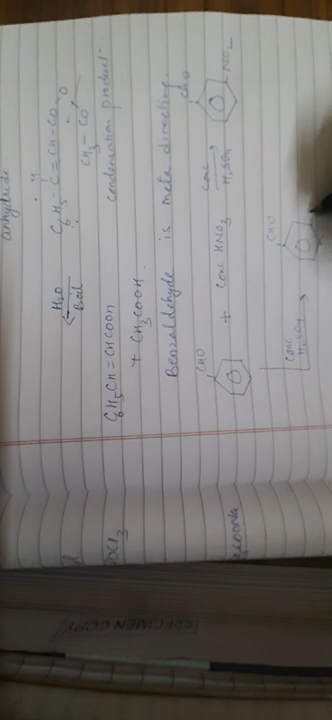 anhydride
H
C6H5 - C = CH - CO
O
CH3 - CO
condensation product
H2O
Boil
C6H5CH = CHCOOH
+ CH3COOH
Benzaldehyde is meta directing.
CHO
+ Conc HNO3
Conc
H2SO4
CHO
NO2
Conc
H2SO4
CHO
SPECIMEN COPY